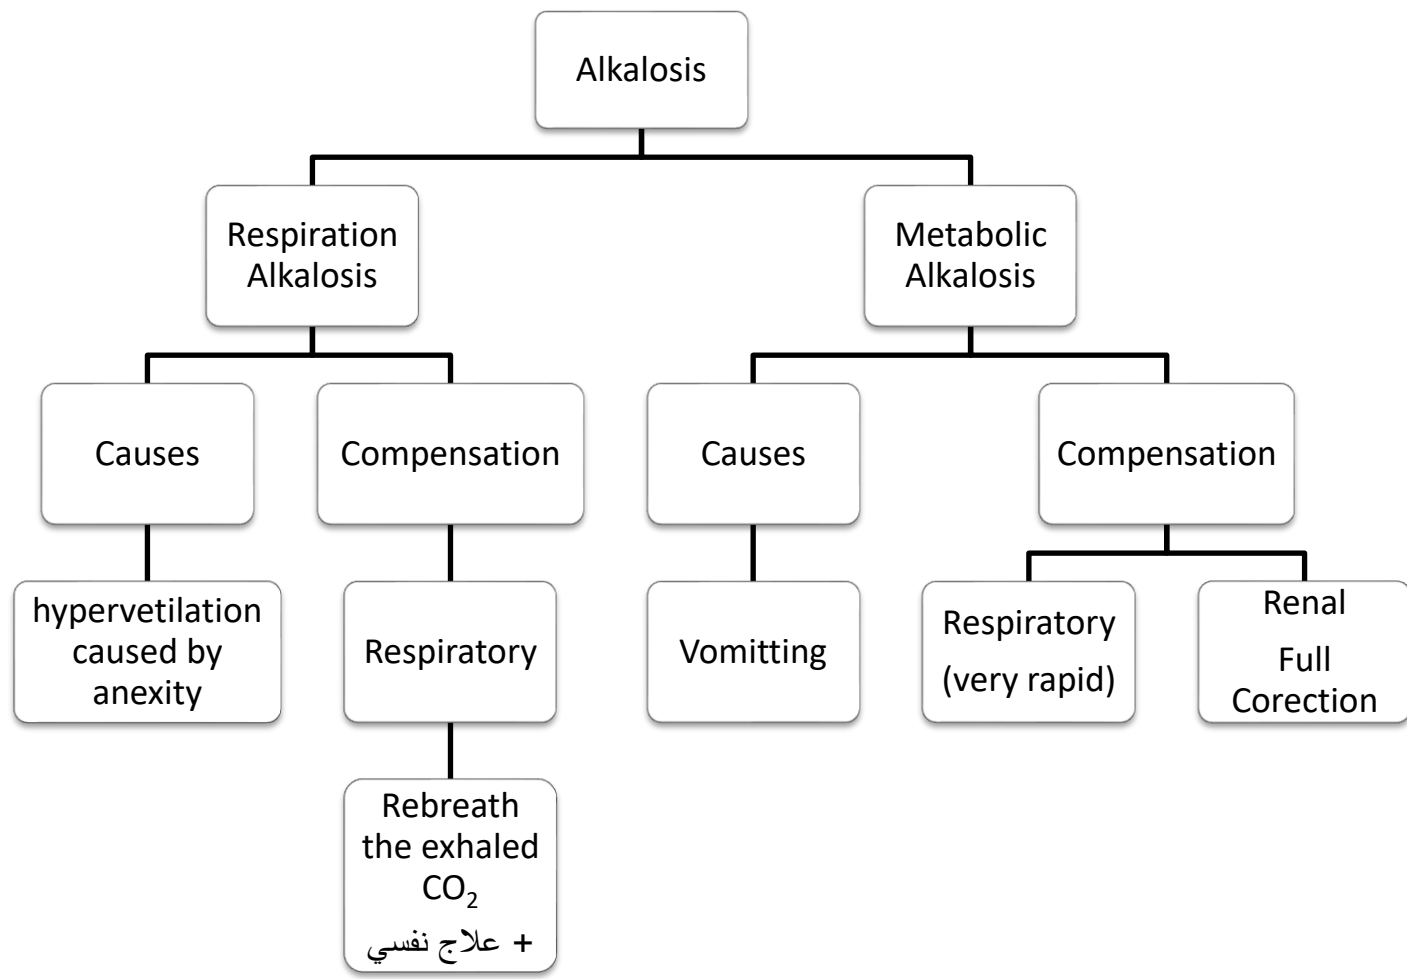 Alkalosis
Respiration
Alkalosis
Metabolic
Alkalosis
Causes
Compensation
Causes
Compensation
hypervetilation
caused by
anexity
Respiratory
Vomitting
Respiratory
(very rapid)
Renal
Full
Corection
Rebreath
the exhaled
CO₂
+ علاج نفسي